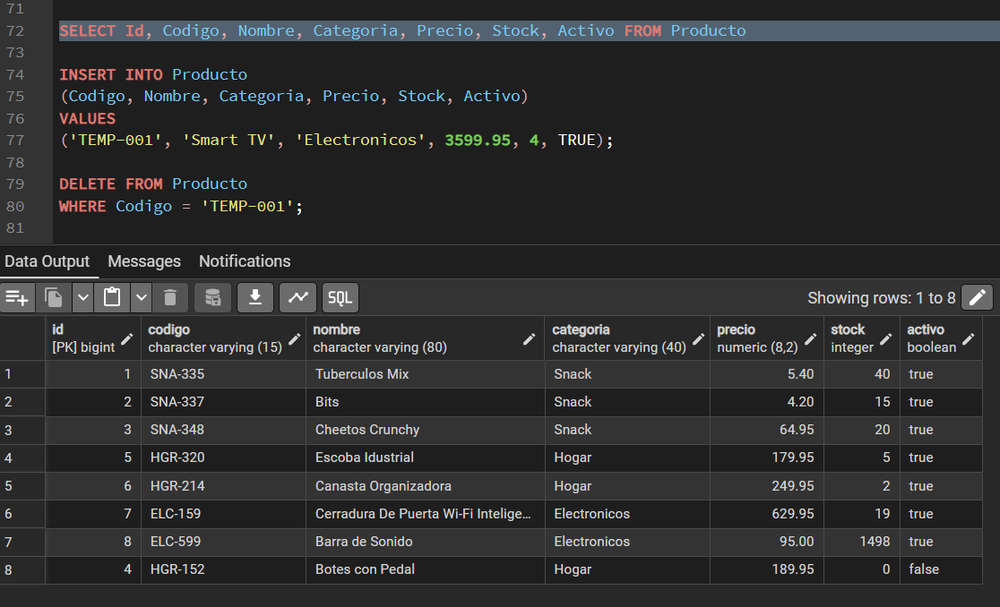 71
72 SELECT Id, Codigo, Nombre, Categoria, Precio, Stock, Activo FROM Producto
73
74 INSERT INTO Producto
75 (Codigo, Nombre, Categoria, Precio, Stock, Activo)
76 VALUES
77 ('TEMP-001', 'Smart TV', 'Electronicos', 3599.95, 4, TRUE);
78
79 DELETE FROM Producto
80 WHERE Codigo = 'TEMP-001';
81
Data Output Messages Notifications
SQL Showing rows: 1 to 8
id codigo nombre categoria precio stock activo
[PK] bigint character varying (15) character varying (80) character varying (40) numeric (8,2) integer boolean
1 1 SNA-335 Tuberculos Mix Snack 5.40 40 true
2 2 SNA-337 Bits Snack 4.20 15 true
3 3 SNA-348 Cheetos Crunchy Snack 64.95 20 true
4 5 HGR-320 Escoba Idustrial Hogar 179.95 5 true
5 6 HGR-214 Canasta Organizadora Hogar 249.95 2 true
6 7 ELC-159 Cerradura De Puerta Wi-Fi Intelige... Electronicos 629.95 19 true
7 8 ELC-599 Barra de Sonido Electronicos 95.00 1498 true
8 4 HGR-152 Botes con Pedal Hogar 189.95 0 false